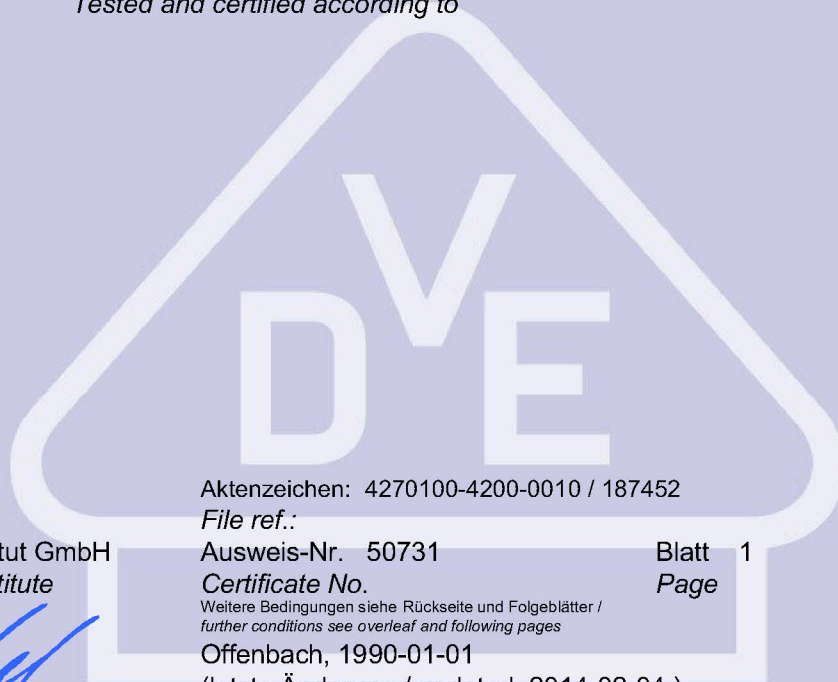 Tested and certified according to
VDE
Aktenzeichen: 4270100-4200-0010 / 187452
File ref.:
tut GmbH
Ausweis-Nr. 50731 Blatt 1
titute
Certificate No. Page
Weitere Bedingungen siehe Rückseite und Folgeblätter /
further conditions see overleaf and following pages
Offenbach, 1990-01-01